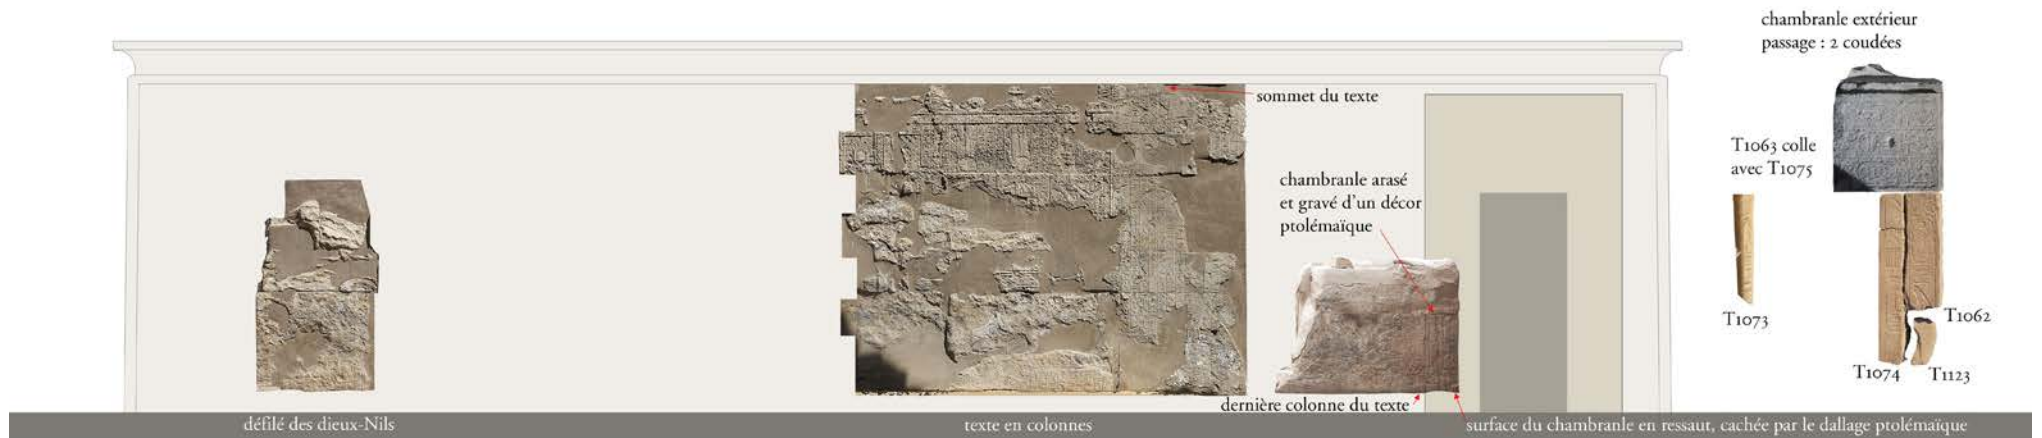 chambranle extérieur
passage : 2 coudées
sommet du texte
T1063 colle
avec T1075
chambranle arasé
et gravé d'un décor
ptolémaïque
T1073
T1062
T1074
T1123
dernière colonne du texte
défilé des dieux-Nils
texte en colonnes
surface du chambranle en ressaut, cachée par le dallage ptolémaïque